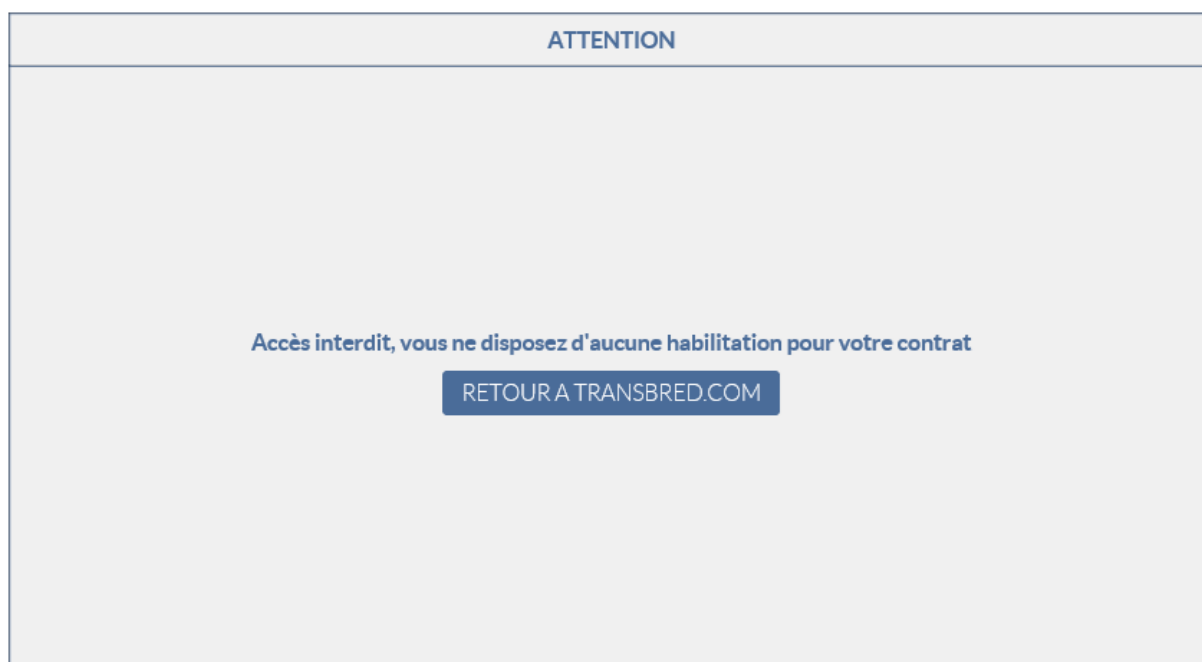 ATTENTION
Accès interdit, vous ne disposez d'aucune habilitation pour votre contrat
RETOUR A TRANSBRED.COM